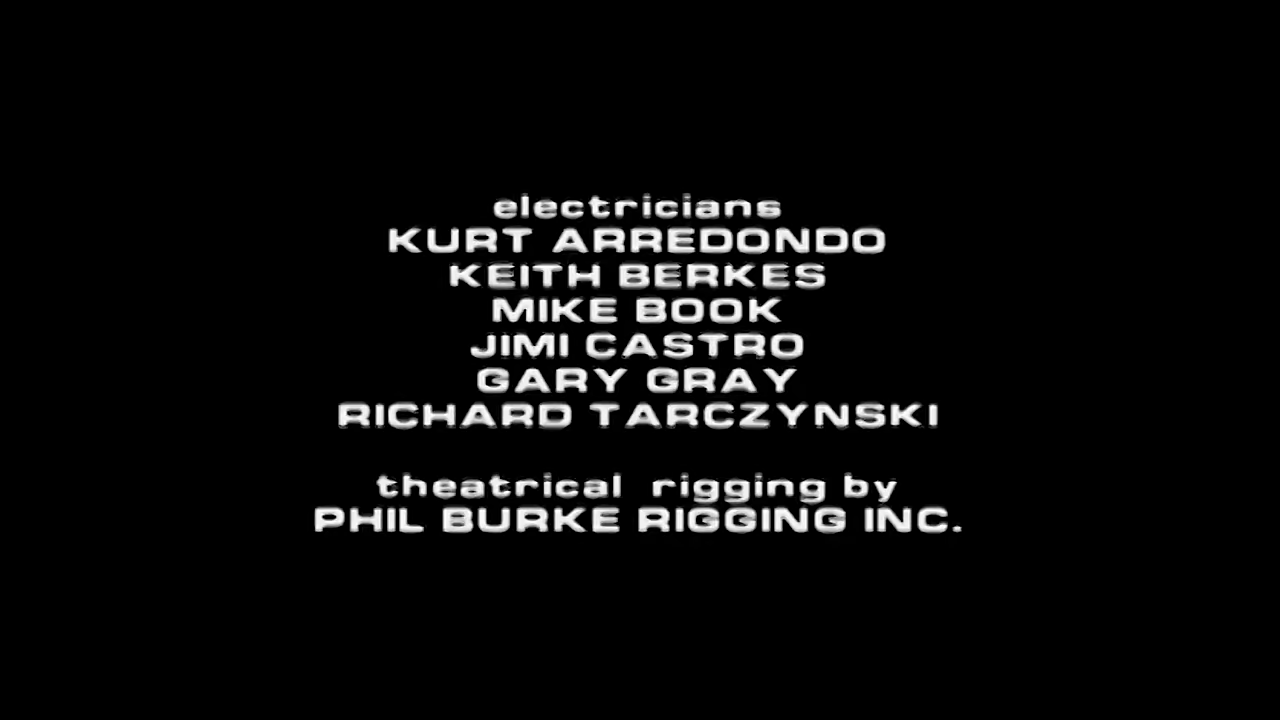 electricians
KURT ARREDONDO
KEITH BERKES
MIKE BOOK
JIMI CASTRO
GARY GRAY
RICHARD TARCZYNSKI
theatrical rigging by
PHIL BURKE RIGGING INC.